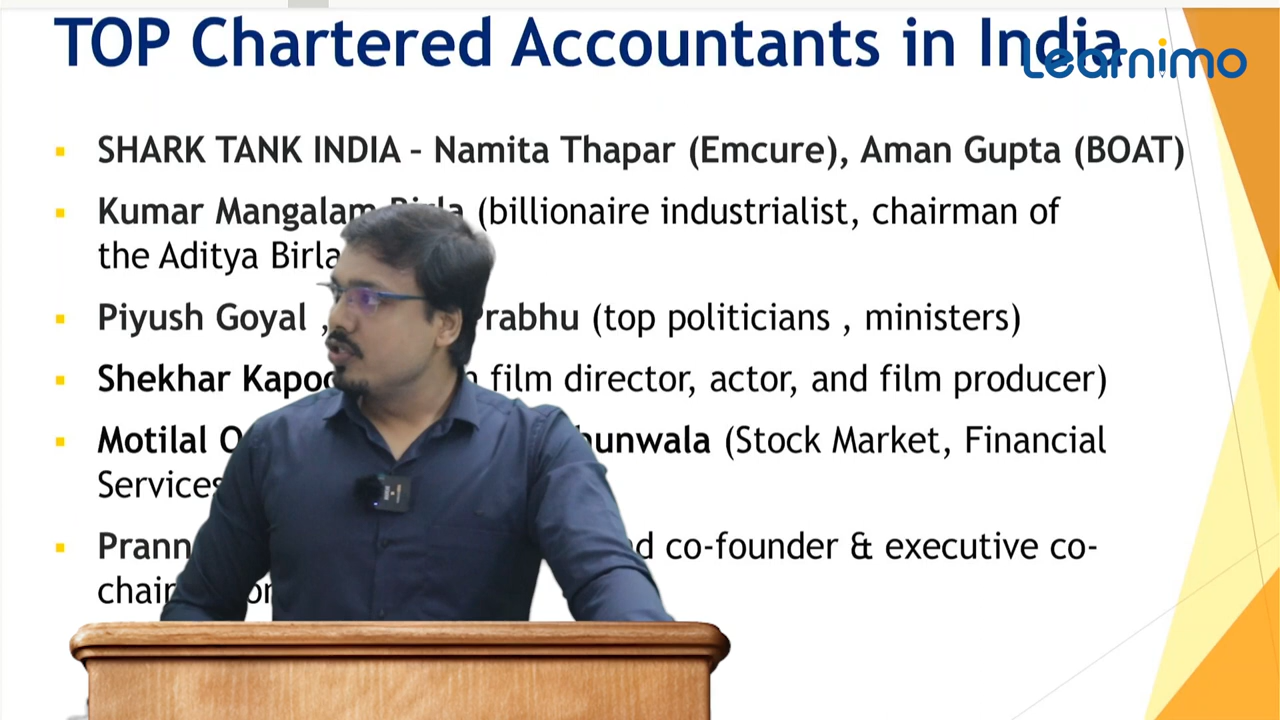 TOP Chartered Accountants in India
Learnimo
SHARK TANK INDIA – Namita Thapar (Emcure), Aman Gupta (BOAT)
Kumar Mangalam Birla (billionaire industrialist, chairman of
the Aditya Birla
Piyush Goyal , Prabhu (top politicians , ministers)
Shekhar film director, actor, and film producer)
Motilal (Stock Market, Financial
Services
co-founder & executive co-